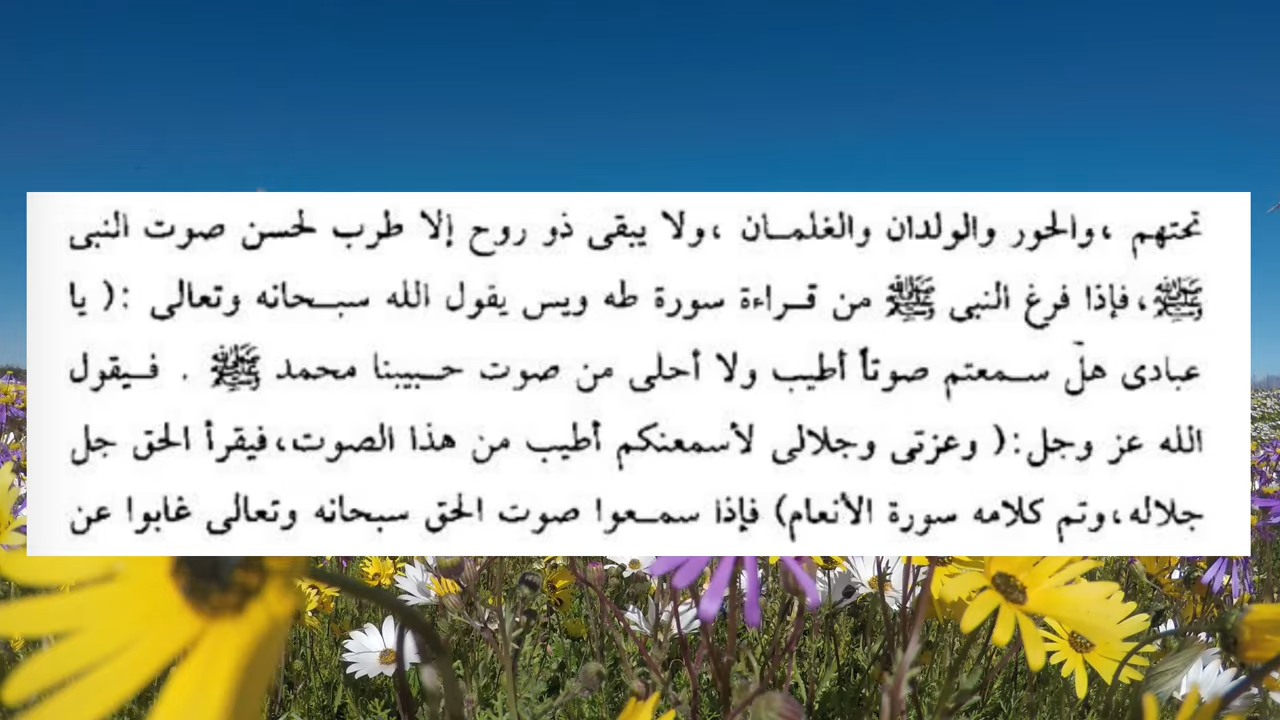 تحتهم ،والحور والولدان والغلمـان ،ولا يبقى ذو روح إلا طرب لحسن صوت النبى
ﷺ،فإذا فرغ النبى ﷺ من قـراءة سورة طه ويس يقول الله سبـحانه وتعالى :( يا
عبادى هلّ سـمعتم صوتاً أطيب ولا أحلى من صوت حـبيبنا محمد ﷺ . فـيقول
الله عز وجل:( وعزتى وجلالى لأسمعنكم أطيب من هذا الصوت،فيقرأ الحق جل
جلاله،وتم كلامه سورة الأنعام) فإذا سمـعوا صوت الحق سبحانه وتعالى غابوا عن